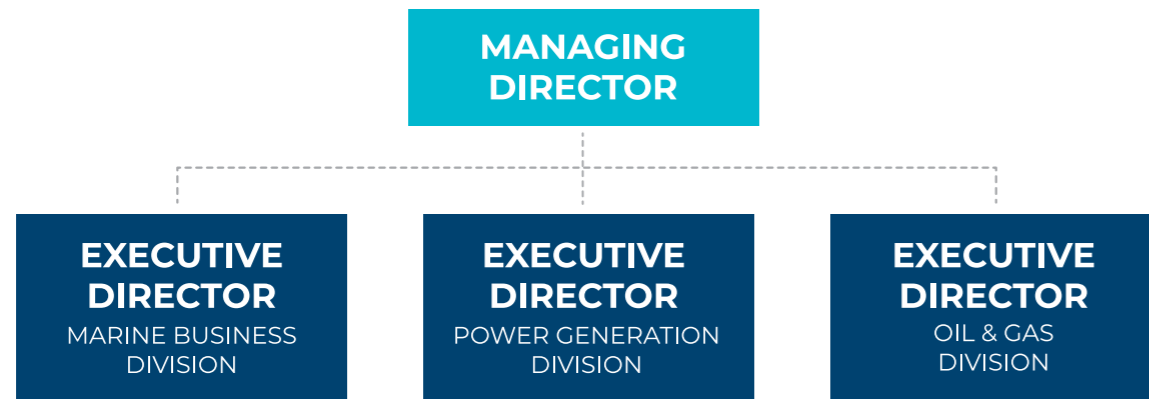 MANAGING
DIRECTOR
EXECUTIVE
DIRECTOR
MARINE BUSINESS
DIVISION
EXECUTIVE
DIRECTOR
POWER GENERATION
DIVISION
EXECUTIVE
DIRECTOR
OIL & GAS
DIVISION